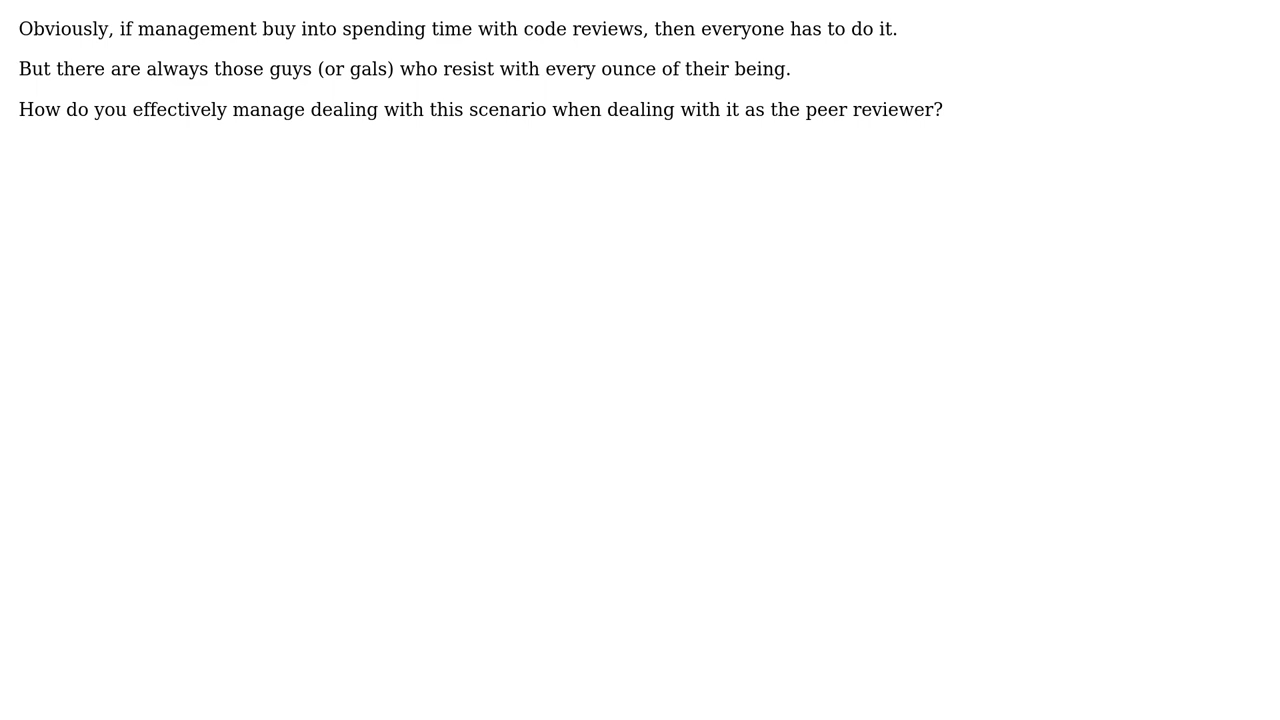 Obviously, if management buy into spending time with code reviews, then everyone has to do it.
But there are always those guys (or gals) who resist with every ounce of their being.
How do you effectively manage dealing with this scenario when dealing with it as the peer reviewer?